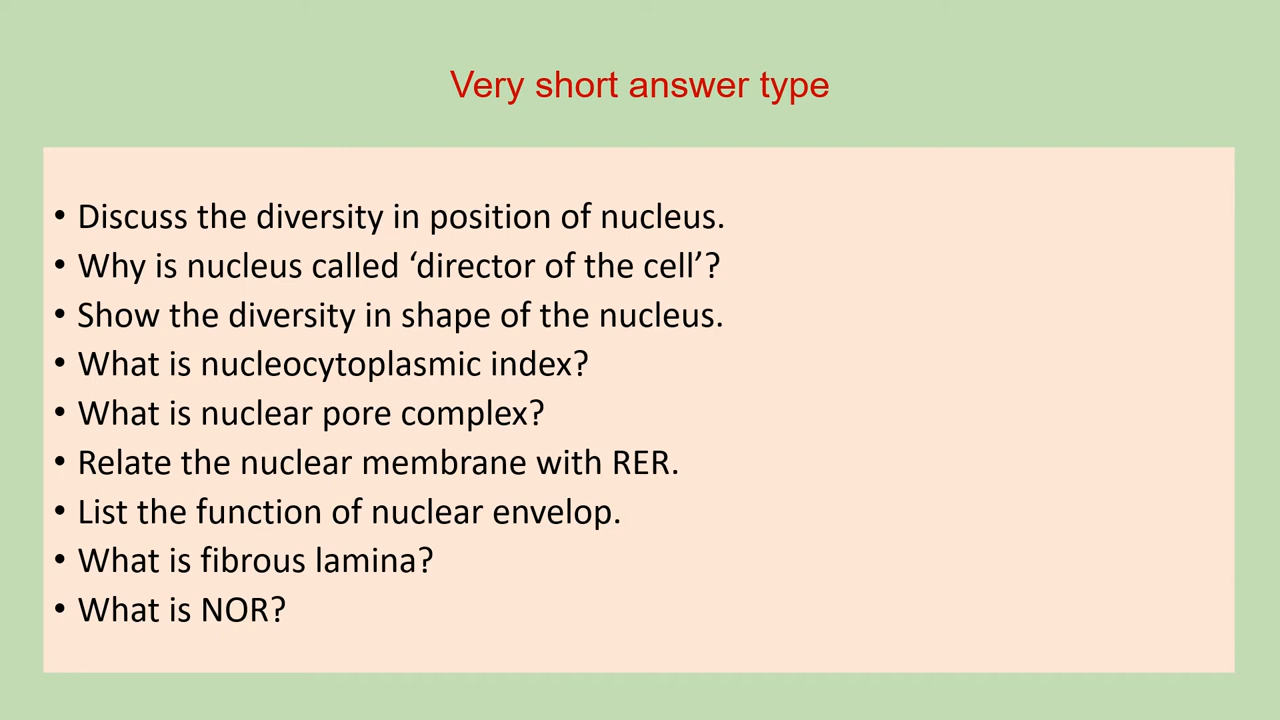 Very short answer type
• Discuss the diversity in position of nucleus.
• Why is nucleus called ‘director of the cell’?
• Show the diversity in shape of the nucleus.
• What is nucleocytoplasmic index?
• What is nuclear pore complex?
• Relate the nuclear membrane with RER.
• List the function of nuclear envelop.
• What is fibrous lamina?
• What is NOR?